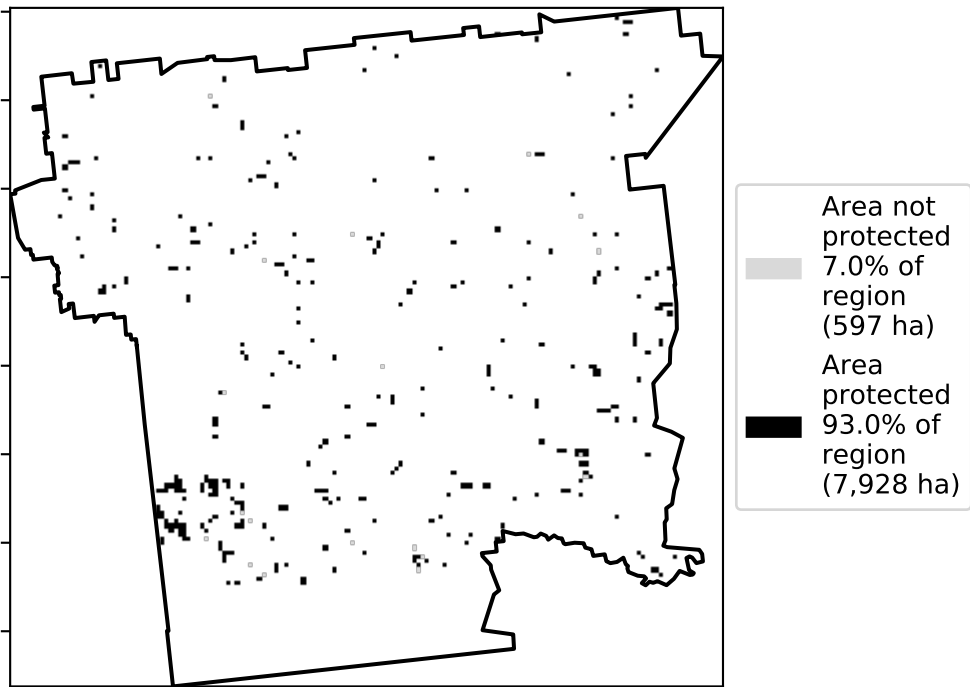 Area not
protected
7.0% of
region
(597 ha)
Area
protected
93.0% of
region
(7,928 ha)